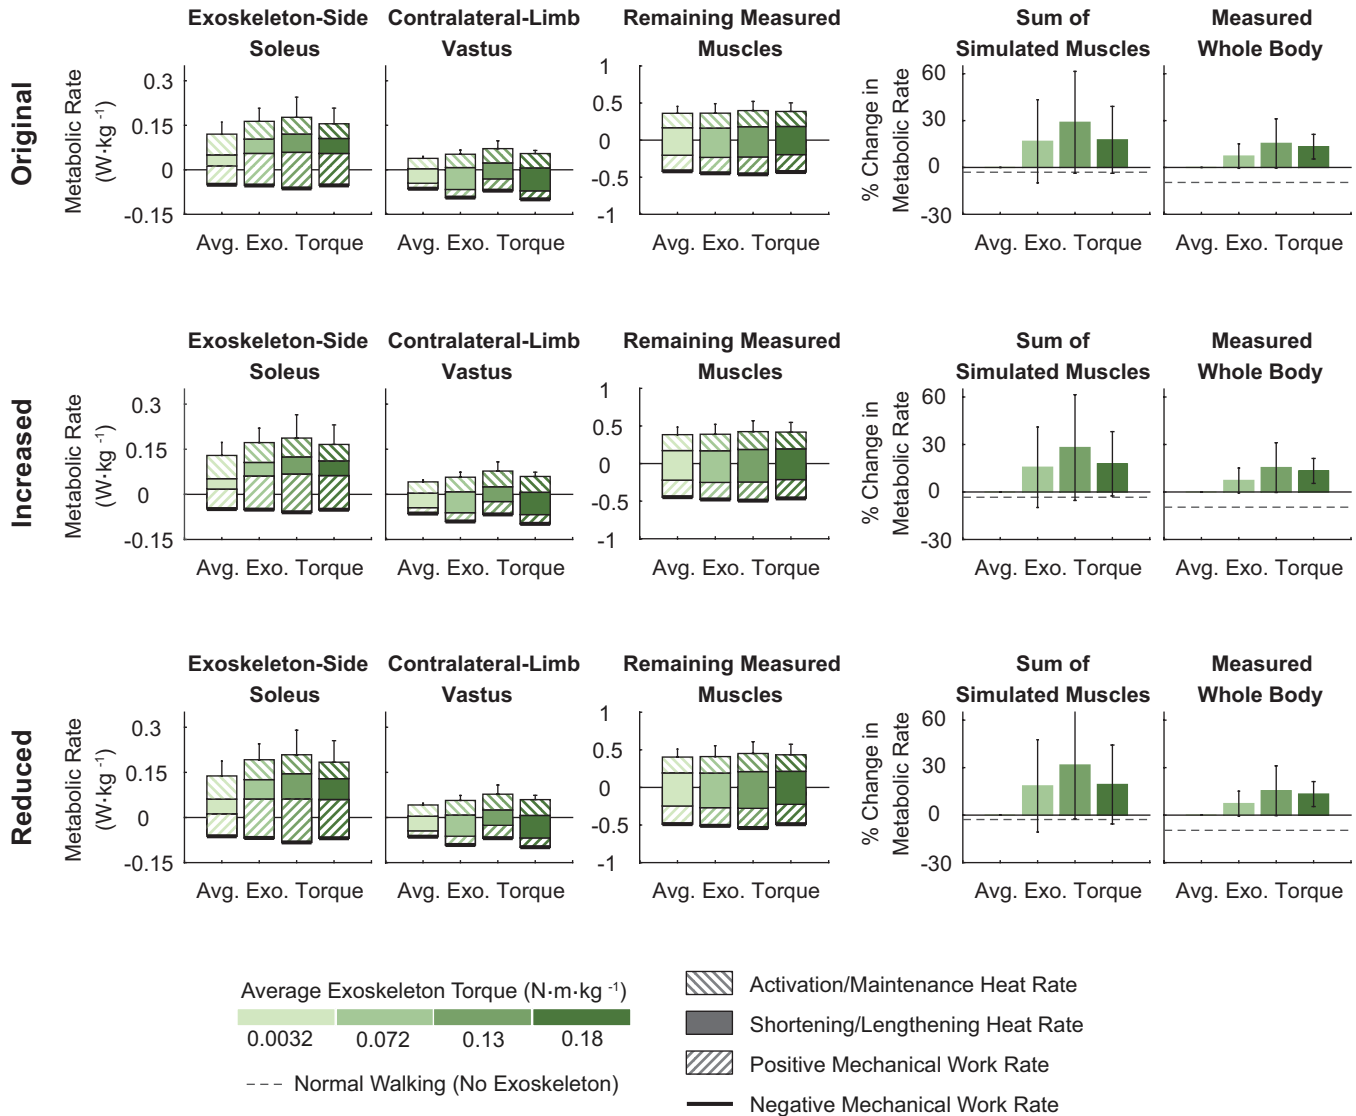 Exoskeleton-Side Soleus
Contralateral-Limb Vastus
Remaining Measured Muscles
Sum of Simulated Muscles
Measured Whole Body
Original
Metabolic Rate (W·kg⁻¹)
0.3
0.15
0
-0.15
1
0.5
0
-0.5
-1
% Change in Metabolic Rate
60
30
0
-30
Avg. Exo. Torque
Avg. Exo. Torque
Avg. Exo. Torque
Avg. Exo. Torque
Avg. Exo. Torque
Exoskeleton-Side Soleus
Contralateral-Limb Vastus
Remaining Measured Muscles
Sum of Simulated Muscles
Measured Whole Body
Increased
Metabolic Rate (W·kg⁻¹)
0.3
0.15
0
-0.15
1
0.5
0
-0.5
-1
% Change in Metabolic Rate
60
30
0
-30
Avg. Exo. Torque
Avg. Exo. Torque
Avg. Exo. Torque
Avg. Exo. Torque
Avg. Exo. Torque
Exoskeleton-Side Soleus
Contralateral-Limb Vastus
Remaining Measured Muscles
Sum of Simulated Muscles
Measured Whole Body
Reduced
Metabolic Rate (W·kg⁻¹)
0.3
0.15
0
-0.15
1
0.5
0
-0.5
-1
% Change in Metabolic Rate
60
30
0
-30
Avg. Exo. Torque
Avg. Exo. Torque
Avg. Exo. Torque
Avg. Exo. Torque
Avg. Exo. Torque
Average Exoskeleton Torque (N·m·kg⁻¹)
0.0032 0.072 0.13 0.18
Normal Walking (No Exoskeleton)
Activation/Maintenance Heat Rate
Shortening/Lengthening Heat Rate
Positive Mechanical Work Rate
Negative Mechanical Work Rate